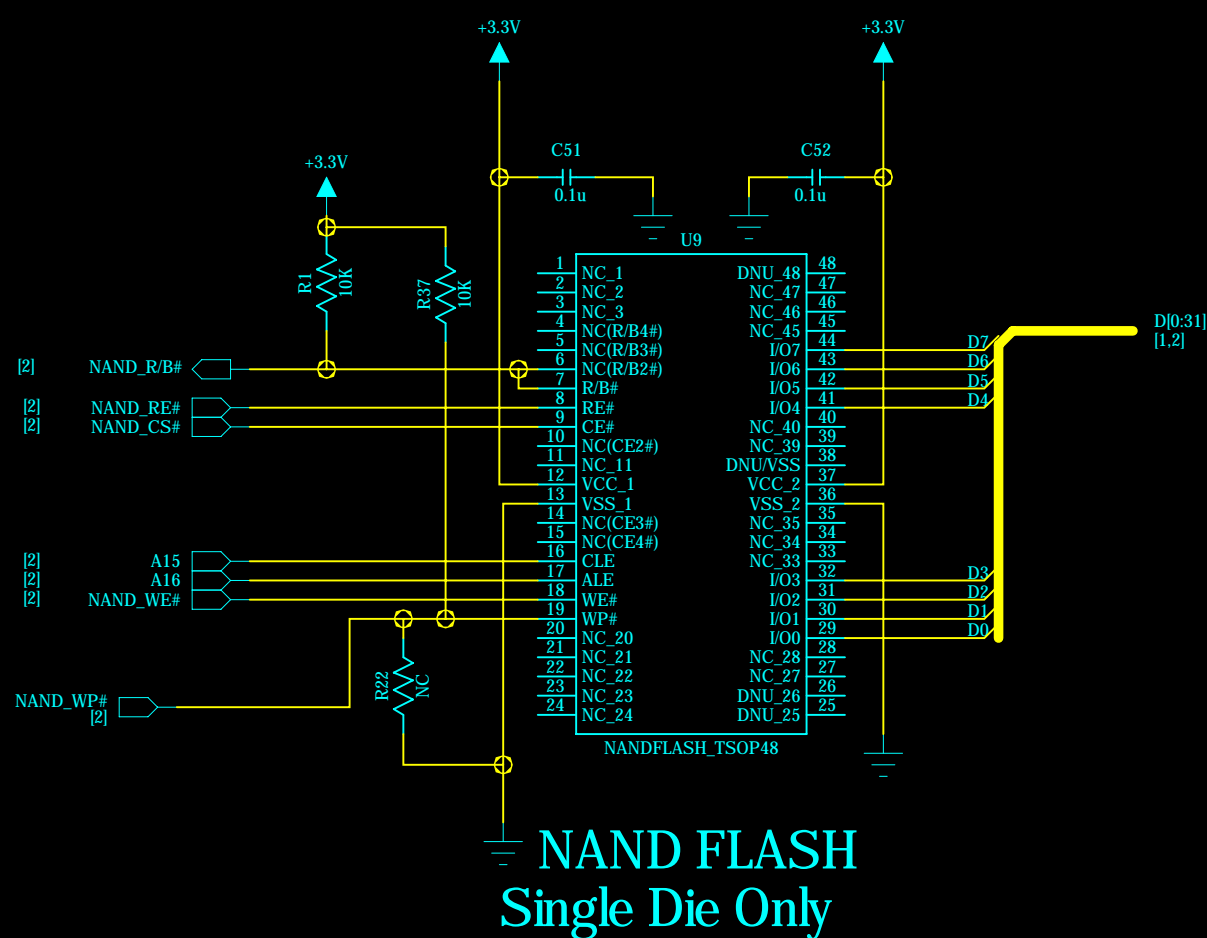 +3.3V
+3.3V
+3.3V
C51
0.1u
C52
0.1u
R1
10K
R37
10K
U9
1 NC_1
2 NC_2
3 NC_3
4 NC(R/B4#)
5 NC(R/B3#)
6 NC(R/B2#)
7 R/B#
8 RE#
9 CE#
10 NC(CE2#)
11 NC_11
12 VCC_1
13 VSS_1
14 NC(CE3#)
15 NC(CE4#)
16 CLE
17 ALE
18 WE#
19 WP#
20 NC_20
21 NC_21
22 NC_22
23 NC_23
24 NC_24
DNU_48 48
NC_47 47
NC_46 46
NC_45 45
I/O7 44 D7
I/O6 43 D6
I/O5 42 D5
I/O4 41 D4
NC_40 40
NC_39 39
DNU/VSS 38
VCC_2 37
VSS_2 36
NC_35 35
NC_34 34
NC_33 33
I/O3 32 D3
I/O2 31 D2
I/O1 30 D1
I/O0 29 D0
NC_28 28
NC_27 27
DNU_26 26
DNU_25 25
D[0:31]
[1,2]
[2] NAND_R/B#
[2] NAND_RE#
[2] NAND_CS#
[2] A15
[2] A16
[2] NAND_WE#
NAND_WP#
[2]
R22
NC
NANDFLASH_TSOP48
NAND FLASH
Single Die Only